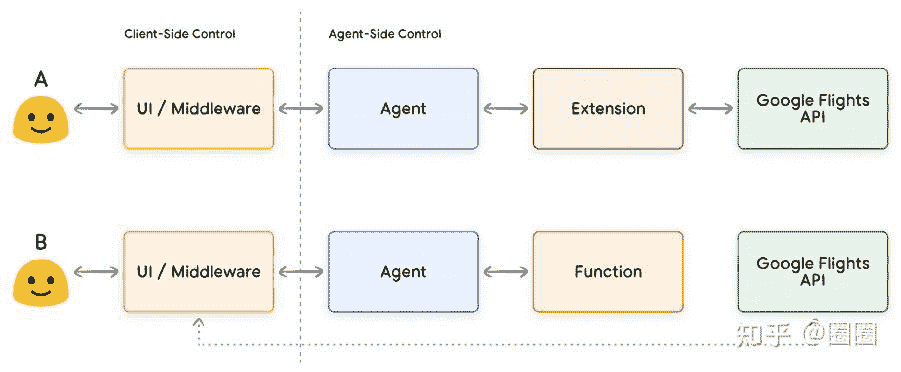 Client-Side Control
Agent-Side Control
A
UI / Middleware
Agent
Extension
Google Flights
API
B
UI / Middleware
Agent
Function
Google Flights
API
知乎 @圈圈